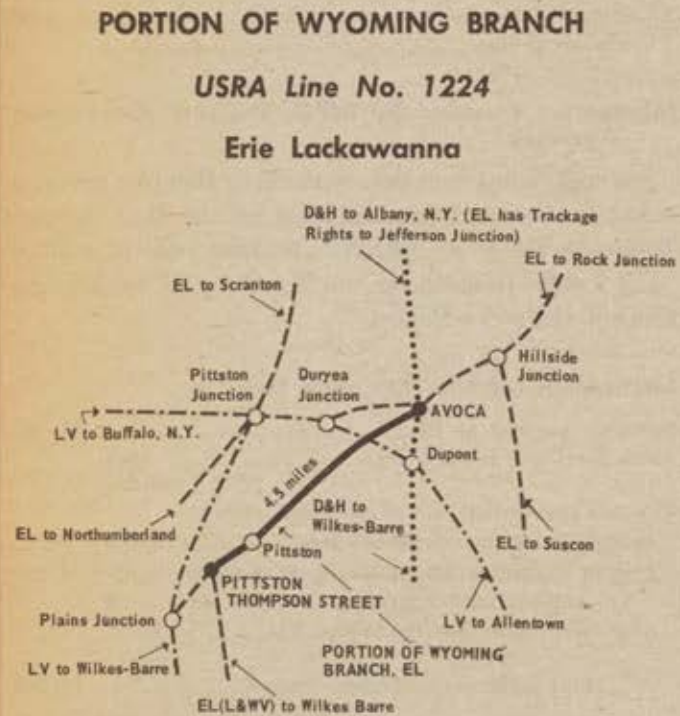 PORTION OF WYOMING BRANCH
USRA Line No. 1224
Erie Lackawanna
D&H to Albany, N.Y. (EL has Trackage
Rights to Jefferson Junction)
EL to Rock Junction
EL to Scranton
Hillside
Junction
Pittston
Junction
Duryea
Junction
AVOCA
LV to Buffalo, N.Y.
Dupont
4.5 miles
D&H to
Wilkes-Barre
EL to Northumberland
Pittston
EL to Suscon
PITTSTON
THOMPSON STREET
Plains Junction
LV to Allentown
PORTION OF WYOMING
BRANCH, EL
LV to Wilkes-Barre
EL(L&WV) to Wilkes Barre